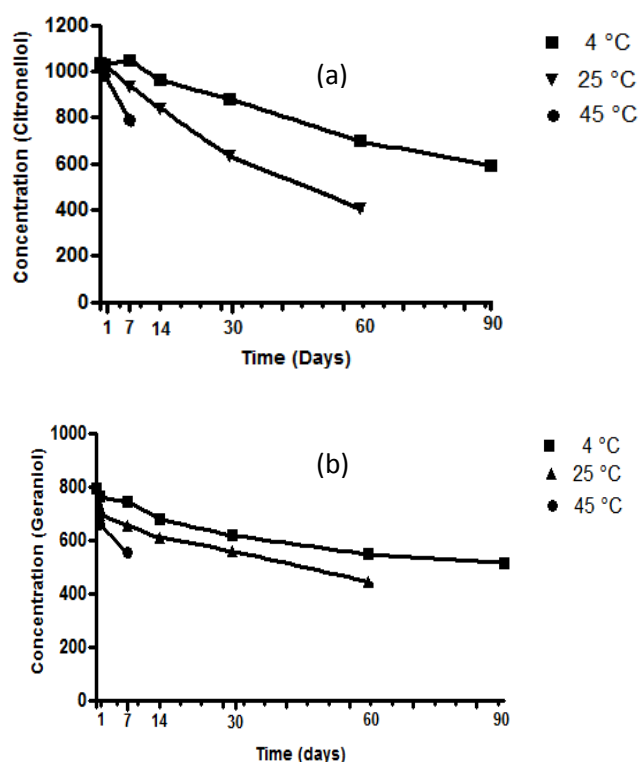 1200
1000
800
600
400
200
0
Concentration (Citronellol)
(a)
4 °C
25 °C
45 °C
1 7 14 30 60 90
Time (Days)
1000
800
600
400
200
0
Concentration (Geraniol)
(b)
4 °C
25 °C
45 °C
1 7 14 30 60 90
Time (days)